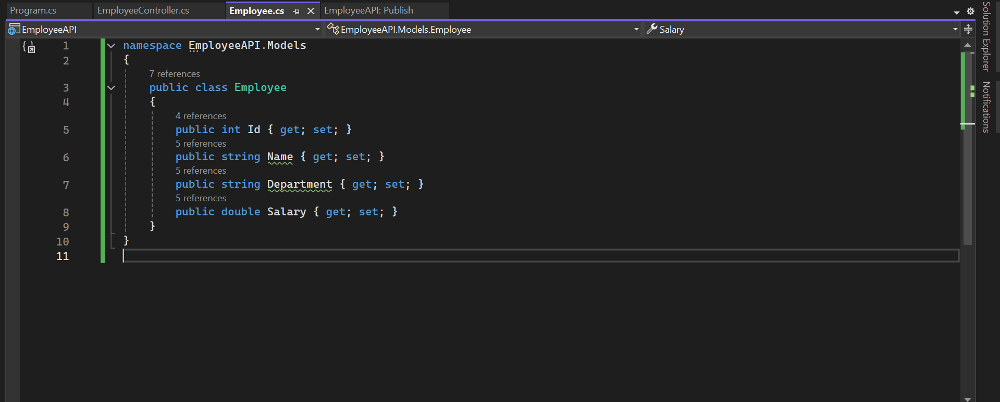 Program.cs EmployeeController.cs Employee.cs EmployeeAPI: Publish
EmployeeAPI EmployeeAPI.Models.Employee Salary
1 namespace EmployeeAPI.Models
2 {
7 references
3 public class Employee
4 {
4 references
5 public int Id { get; set; }
5 references
6 public string Name { get; set; }
5 references
7 public string Department { get; set; }
5 references
8 public double Salary { get; set; }
9 }
10 }
11
Solution Explorer
Notifications